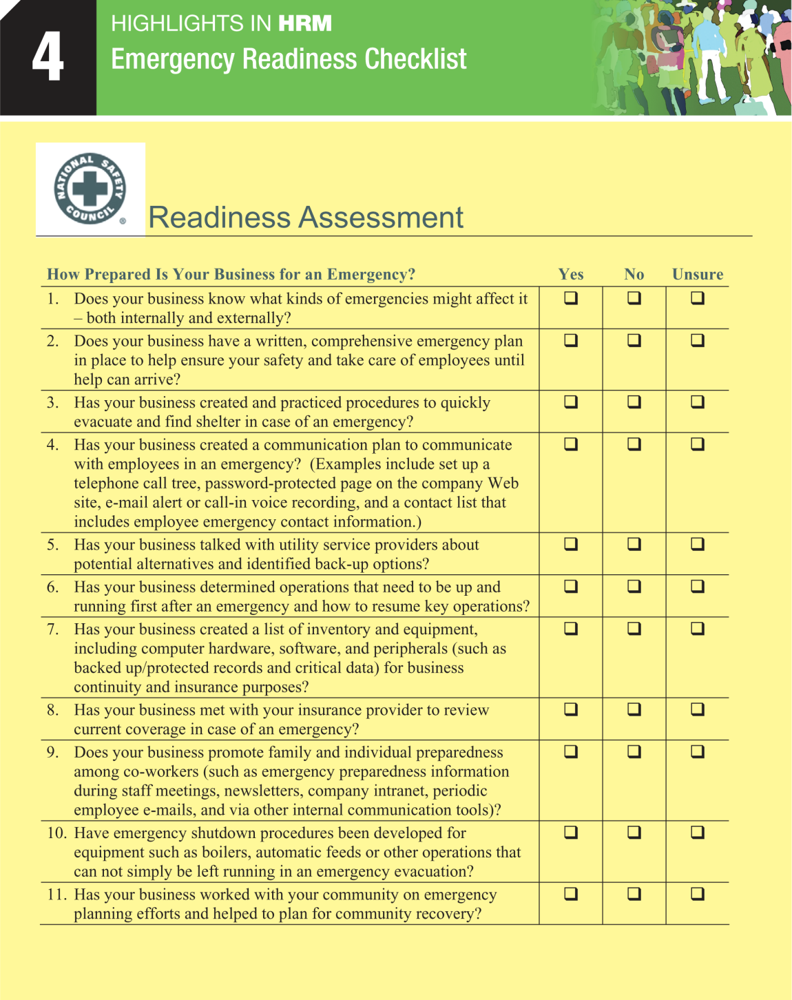 4
HIGHLIGHTS IN HRM
Emergency Readiness Checklist
NATIONAL SAFETY
COUNCIL
®
Readiness Assessment
How Prepared Is Your Business for an Emergency? Yes No Unsure
1. Does your business know what kinds of emergencies might affect it
– both internally and externally?
2. Does your business have a written, comprehensive emergency plan
in place to help ensure your safety and take care of employees until
help can arrive?
3. Has your business created and practiced procedures to quickly
evacuate and find shelter in case of an emergency?
4. Has your business created a communication plan to communicate
with employees in an emergency? (Examples include set up a
telephone call tree, password-protected page on the company Web
site, e-mail alert or call-in voice recording, and a contact list that
includes employee emergency contact information.)
5. Has your business talked with utility service providers about
potential alternatives and identified back-up options?
6. Has your business determined operations that need to be up and
running first after an emergency and how to resume key operations?
7. Has your business created a list of inventory and equipment,
including computer hardware, software, and peripherals (such as
backed up/protected records and critical data) for business
continuity and insurance purposes?
8. Has your business met with your insurance provider to review
current coverage in case of an emergency?
9. Does your business promote family and individual preparedness
among co-workers (such as emergency preparedness information
during staff meetings, newsletters, company intranet, periodic
employee e-mails, and via other internal communication tools)?
10. Have emergency shutdown procedures been developed for
equipment such as boilers, automatic feeds or other operations that
can not simply be left running in an emergency evacuation?
11. Has your business worked with your community on emergency
planning efforts and helped to plan for community recovery?